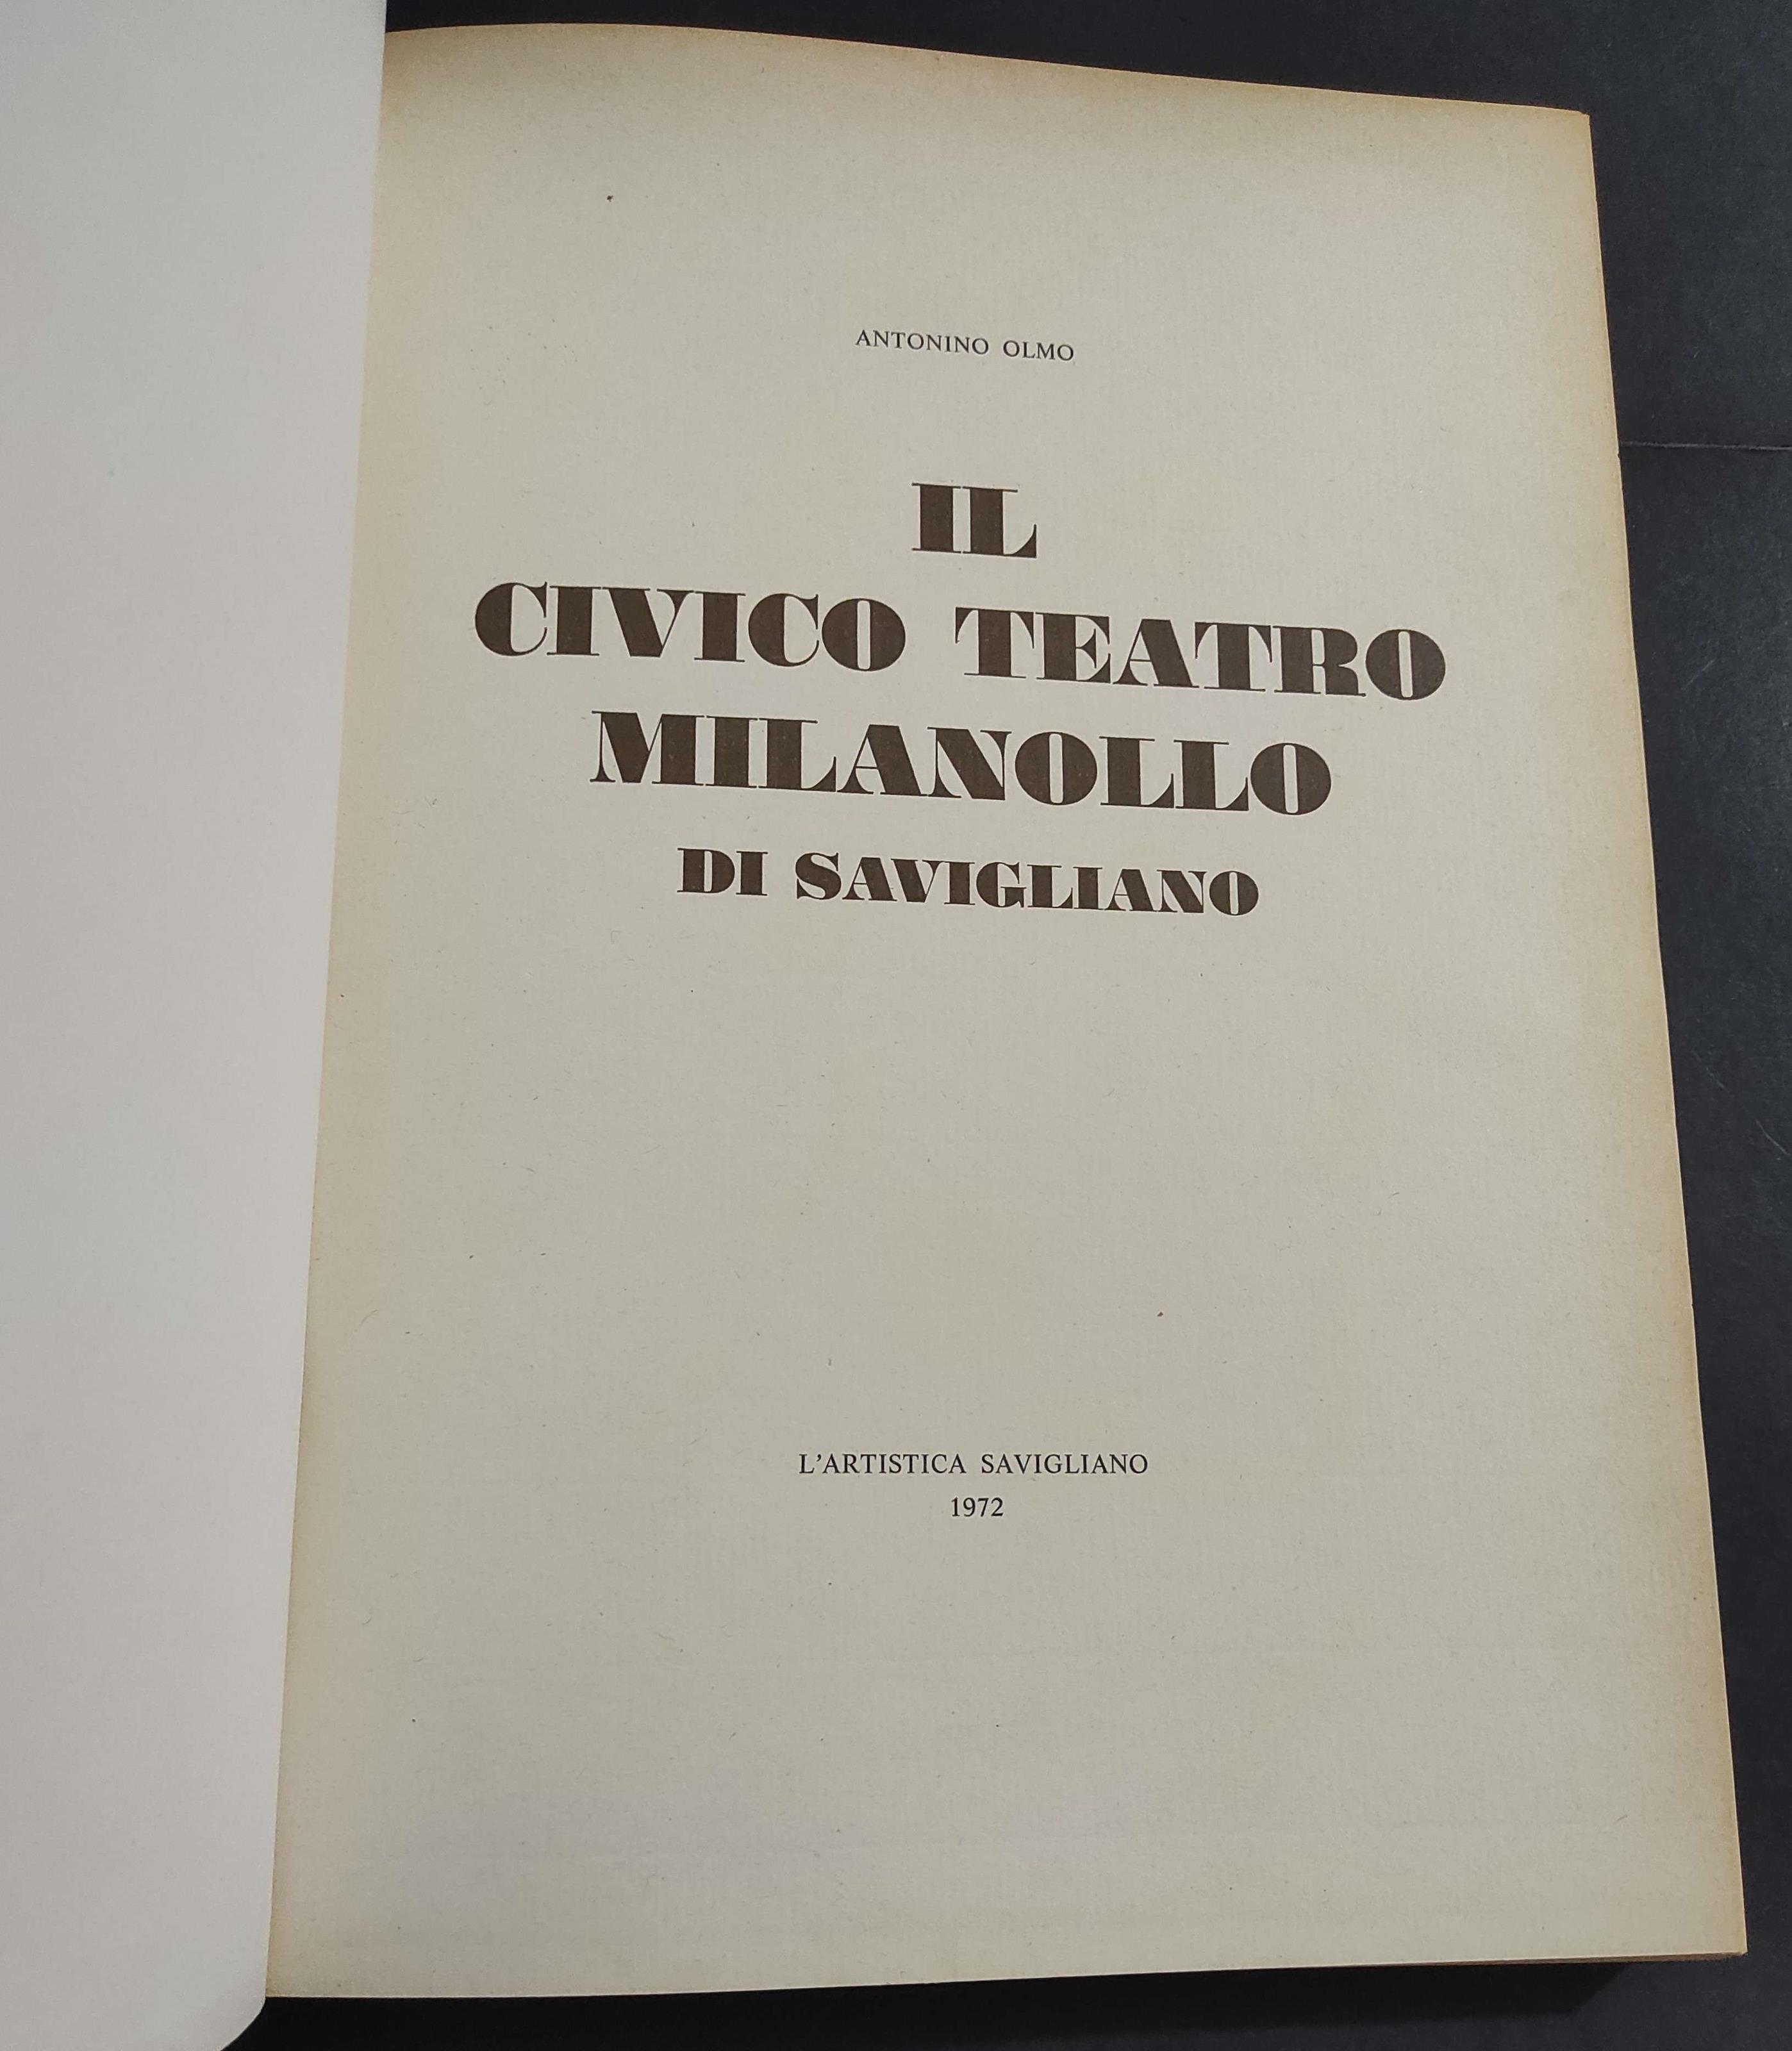 ANTONINO OLMO
IL
CIVICO TEATRO
MILANOLLO
DI SAVIGLIANO
L'ARTISTICA SAVIGLIANO
1972